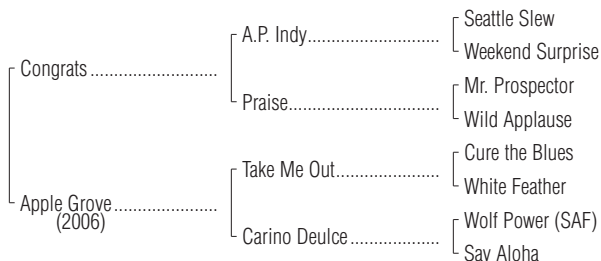 Seattle Slew
A.P. Indy
Weekend Surprise
Congrats
Mr. Prospector
Praise
Wild Applause
Cure the Blues
Take Me Out
White Feather
Apple Grove
(2006)
Wolf Power (SAF)
Carino Deulce
Say Aloha